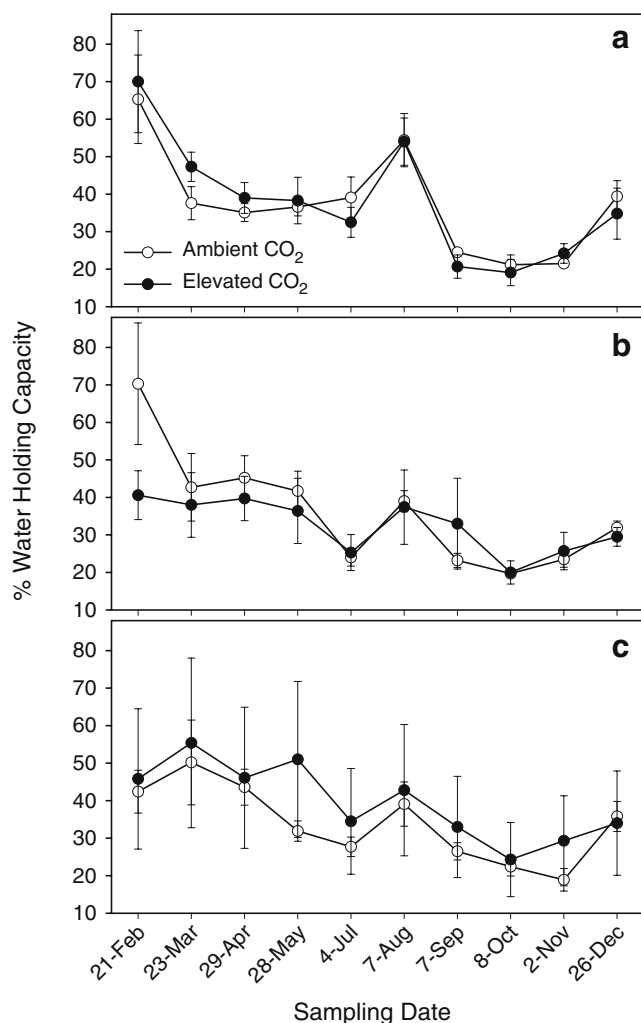 a
80
70
60
50
40
30
20
10
Ambient CO₂
Elevated CO₂
% Water Holding Capacity
b
80
70
60
50
40
30
20
10
c
80
70
60
50
40
30
20
10
21-Feb
23-Mar
29-Apr
28-May
4-Jul
7-Aug
7-Sep
8-Oct
2-Nov
26-Dec
Sampling Date